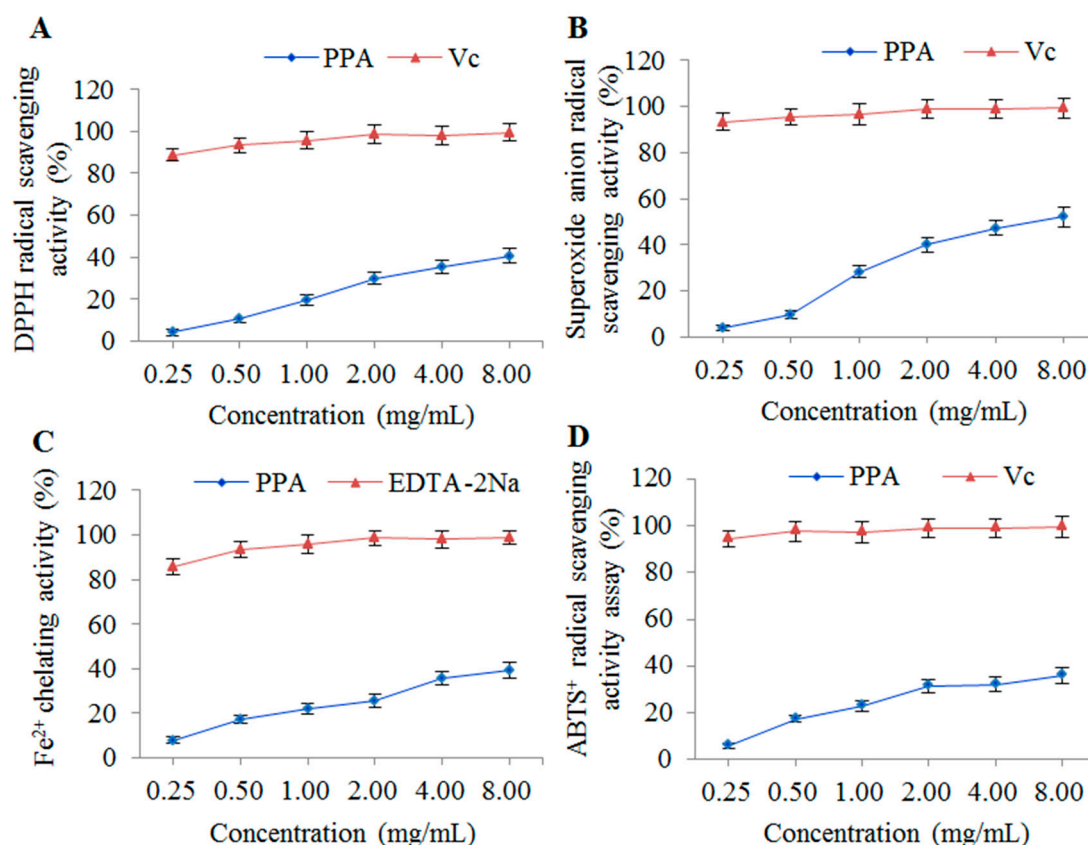 A
PPA Vc
DPPH radical scavenging
activity (%)
120
100
80
60
40
20
0
0.25 0.50 1.00 2.00 4.00 8.00
Concentration (mg/mL)
B
PPA Vc
Superoxide anion radical
scavenging activity (%)
120
100
80
60
40
20
0
0.25 0.50 1.00 2.00 4.00 8.00
Concentration (mg/mL)
C
PPA EDTA-2Na
Fe²⁺ chelating activity (%)
120
100
80
60
40
20
0
0.25 0.50 1.00 2.00 4.00 8.00
Concentration (mg/mL)
D
PPA Vc
ABTS⁺ radical scavenging
activity assay (%)
120
100
80
60
40
20
0
0.25 0.50 1.00 2.00 4.00 8.00
Concentration (mg/mL)